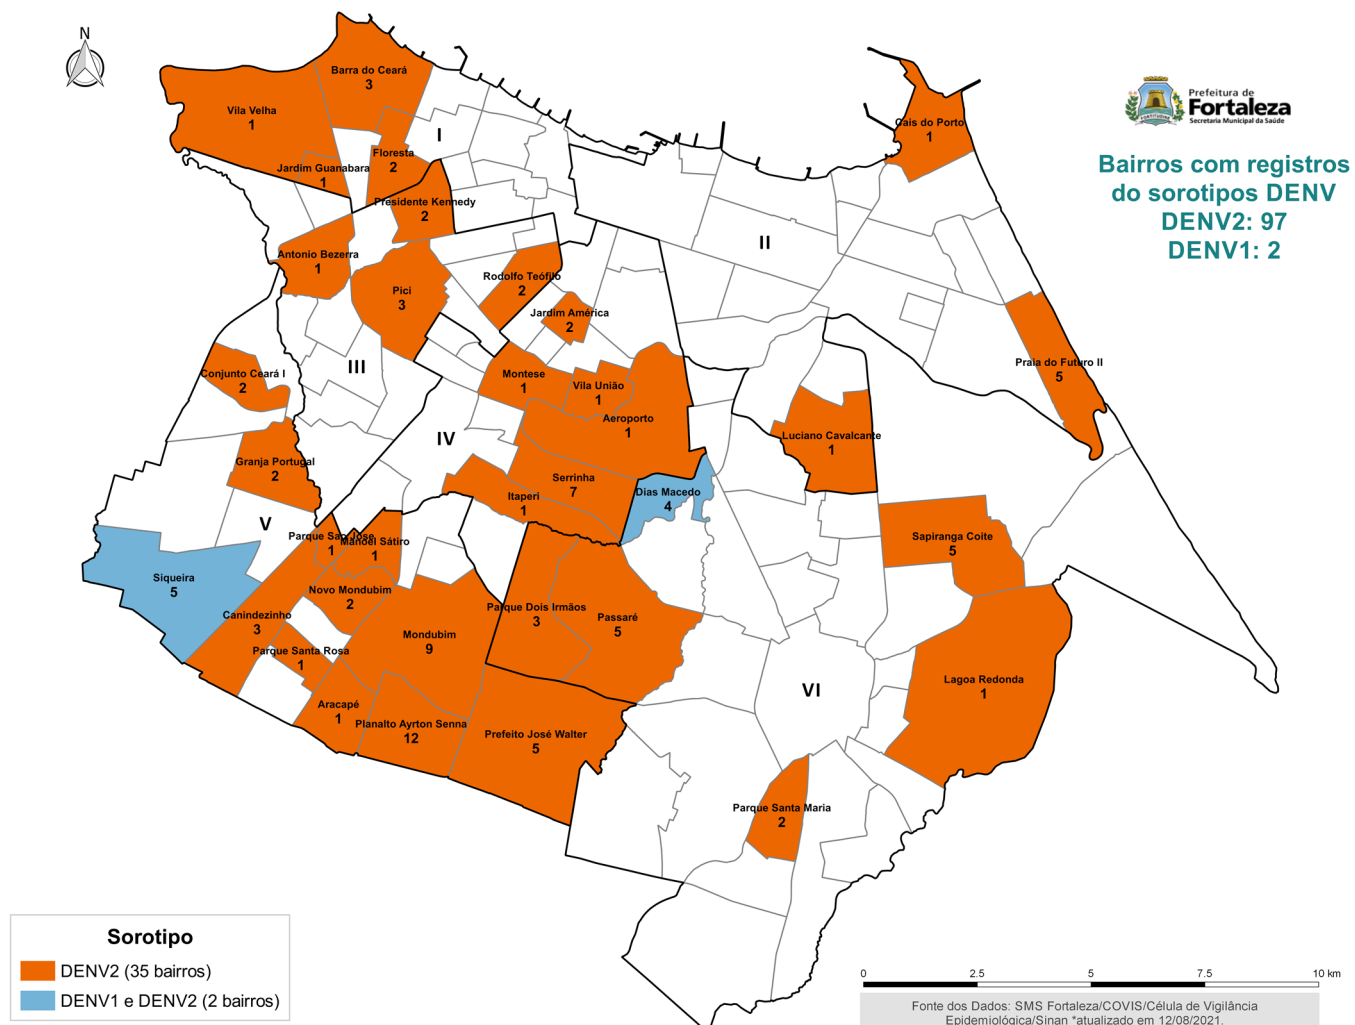 N
Barra do Ceará
3
Vila Velha
1
I
Floresta
2
Jardim Guanabara
1
Presidente Kennedy
2
Cais do Porto
1
Prefeitura de
Fortaleza
Secretaria Municipal da Saúde
Bairros com registros
do sorotipos DENV
DENV2: 97
DENV1: 2
II
Antonio Bezerra
1
Pici
3
Rodolfo Teófilo
2
Jardim América
2
III
Conjunto Ceará I
2
Montese
1
Vila União
1
Praia do Futuro II
5
Aeroporto
1
IV
Luciano Cavalcante
1
Granja Portugal
2
Serrinha
7
Itaperi
1
Dias Macedo
4
V
Parque Sao Jose
1
Manoel Sátiro
1
Sapiranga Coite
5
Siqueira
5
Novo Mondubim
2
Canindezinho
3
Parque Dois Irmãos
3
Passaré
5
Mondubim
9
Parque Santa Rosa
1
VI
Lagoa Redonda
1
Aracapé
1
Planalto Ayrton Senna
12
Prefeito José Walter
5
Parque Santa Maria
2
Sorotipo
DENV2 (35 bairros)
DENV1 e DENV2 (2 bairros)
0 2.5 5 7.5 10 km
Fonte dos Dados: SMS Fortaleza/COVIS/Célula de Vigilância
Epidemiológica/Sinan *atualizado em 12/08/2021.